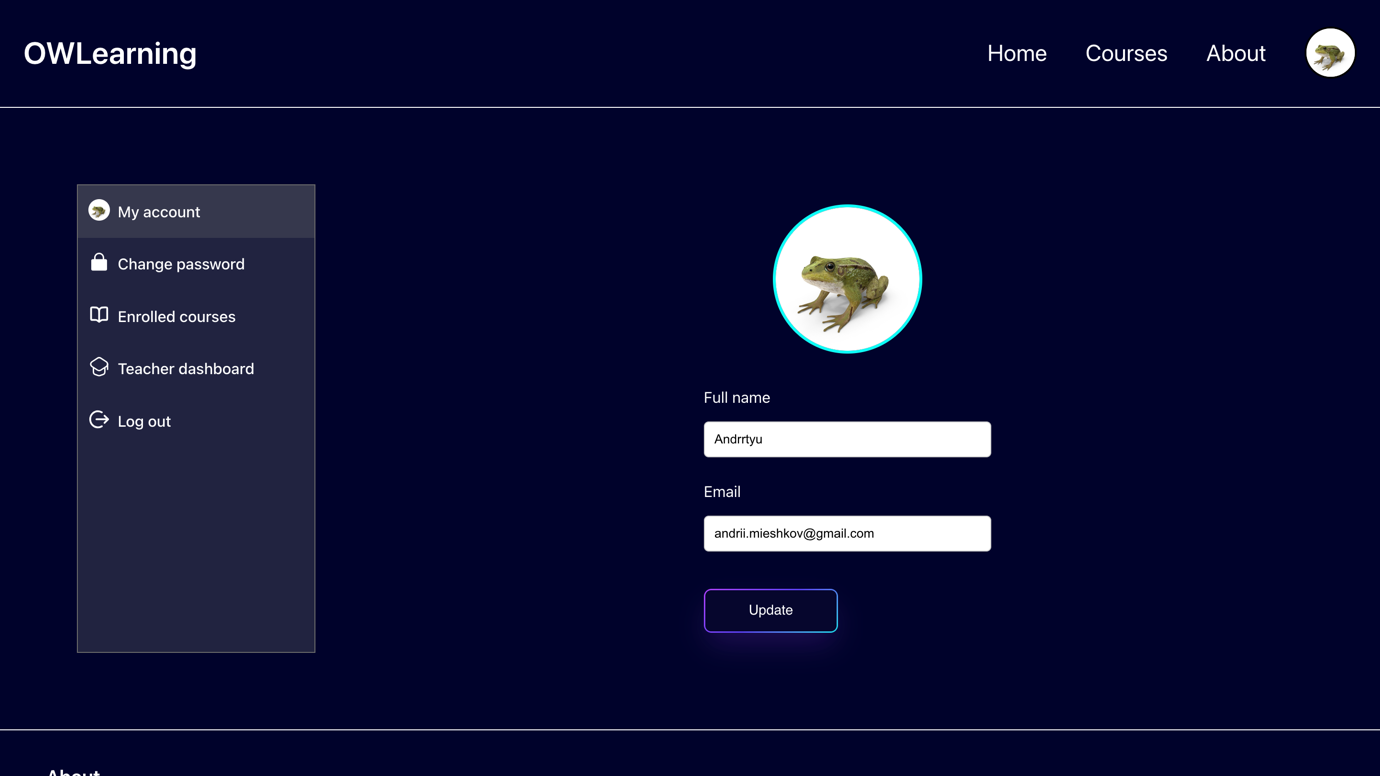 OWLearning
Home
Courses
About
My account
Change password
Enrolled courses
Teacher dashboard
Log out
Full name
Andrrtyu
Email
andrii.mieshkov@gmail.com
Update
About